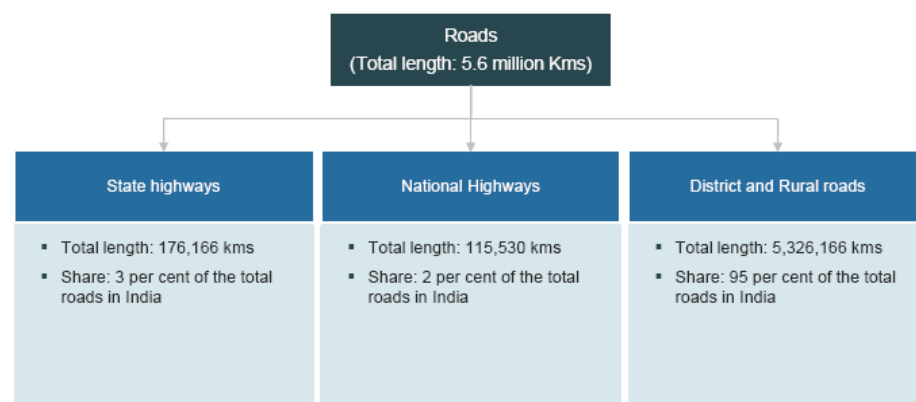 Roads
(Total length: 5.6 million Kms)
State highways
▪ Total length: 176,166 kms
▪ Share: 3 per cent of the total
roads in India
National Highways
▪ Total length: 115,530 kms
▪ Share: 2 per cent of the total
roads in India
District and Rural roads
▪ Total length: 5,326,166 kms
▪ Share: 95 per cent of the total
roads in India